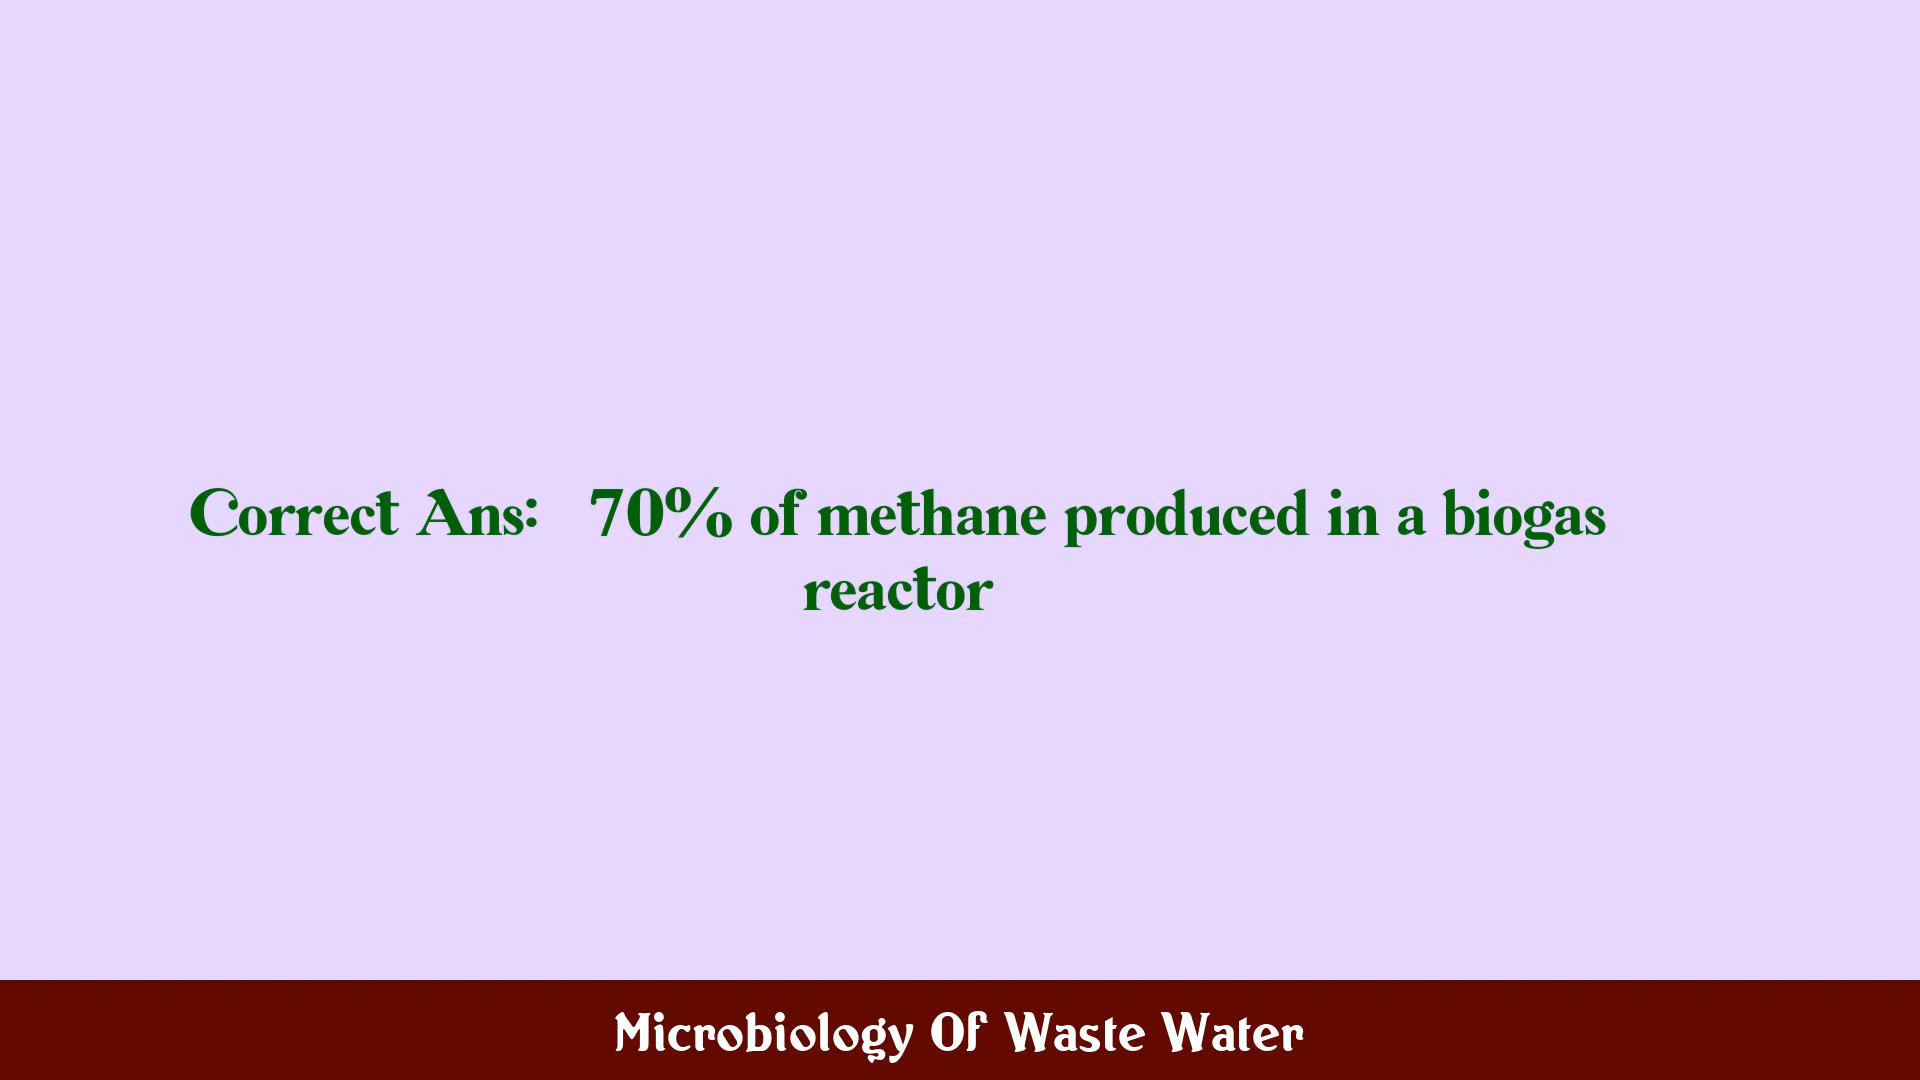 Correct Ans: 70% of methane produced in a biogas
reactor
Microbiology Of Waste Water